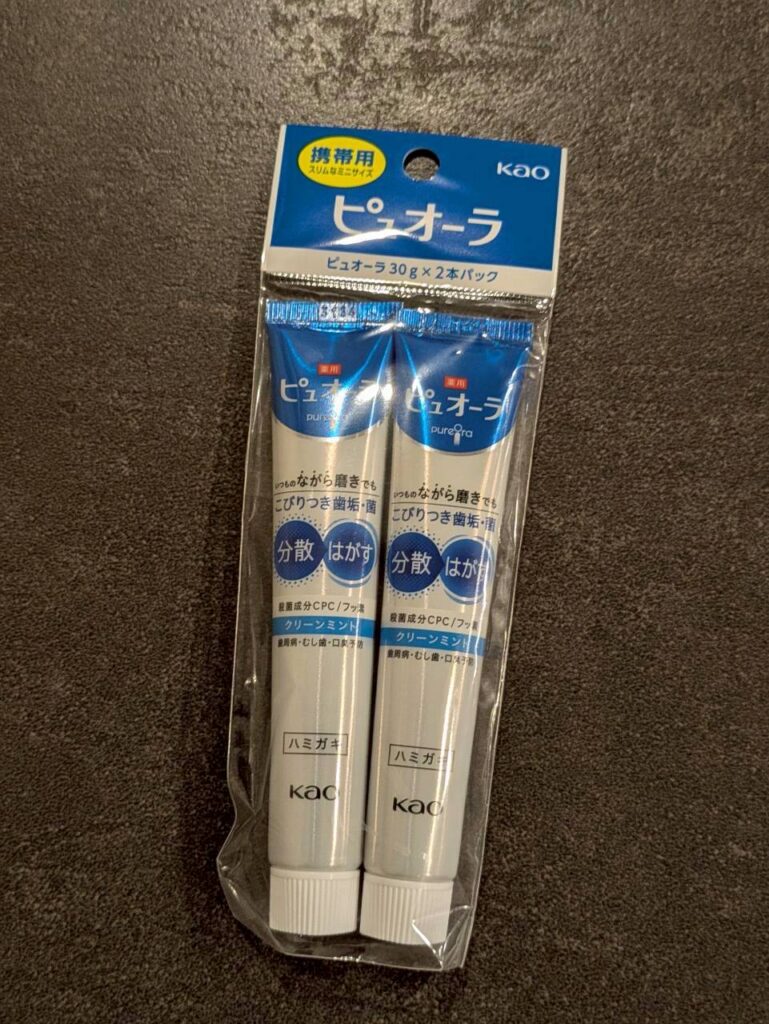 携帯用
スリムなミニサイズ
Kao
ピュオーラ
ピュオーラ 30g×2本パック
薬用
ピュオーラ
pureora
いつものながら磨きでも
こびりつき歯垢・菌
分散 はがす
殺菌成分CPC/フッ素
クリーンミント
歯周病・むし歯・口臭予防
ハミガキ
Kao
薬用
ピュオーラ
pureora
いつものながら磨きでも
こびりつき歯垢・菌
分散 はがす
殺菌成分CPC/フッ素
クリーンミント
歯周病・むし歯・口臭予防
ハミガキ
Kao